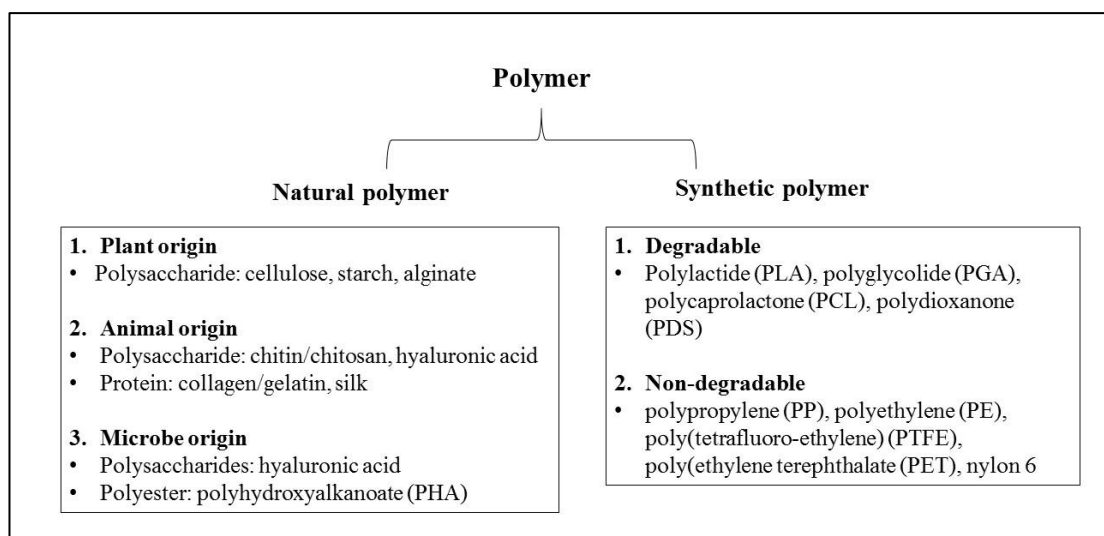 Polymer
Natural polymer
1. Plant origin
• Polysaccharide: cellulose, starch, alginate
2. Animal origin
• Polysaccharide: chitin/chitosan, hyaluronic acid
• Protein: collagen/gelatin, silk
3. Microbe origin
• Polysaccharides: hyaluronic acid
• Polyester: polyhydroxyalkanoate (PHA)
Synthetic polymer
1. Degradable
• Polylactide (PLA), polyglycolide (PGA),
polycaprolactone (PCL), polydioxanone
(PDS)
2. Non-degradable
• polypropylene (PP), polyethylene (PE),
poly(tetrafluoro-ethylene) (PTFE),
poly(ethylene terephthalate (PET), nylon 6